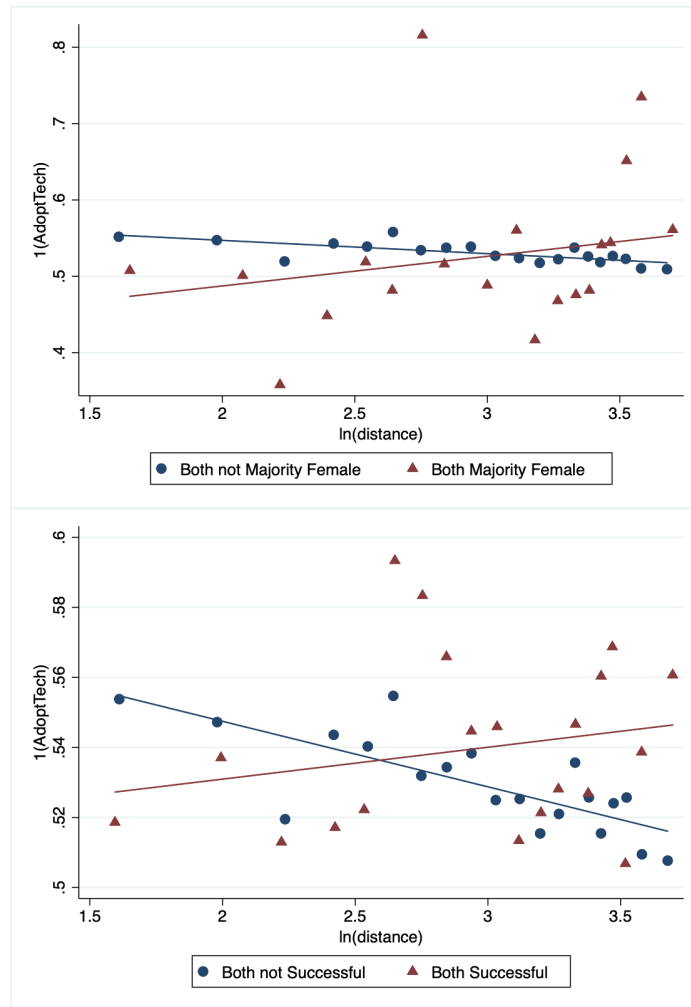 1(AdoptTech)
.8
.7
.6
.5
.4
1.5 2 2.5 3 3.5
ln(distance)
Both not Majority Female Both Majority Female
1(AdoptTech)
.6
.58
.56
.54
.52
.5
1.5 2 2.5 3 3.5
ln(distance)
Both not Successful Both Successful